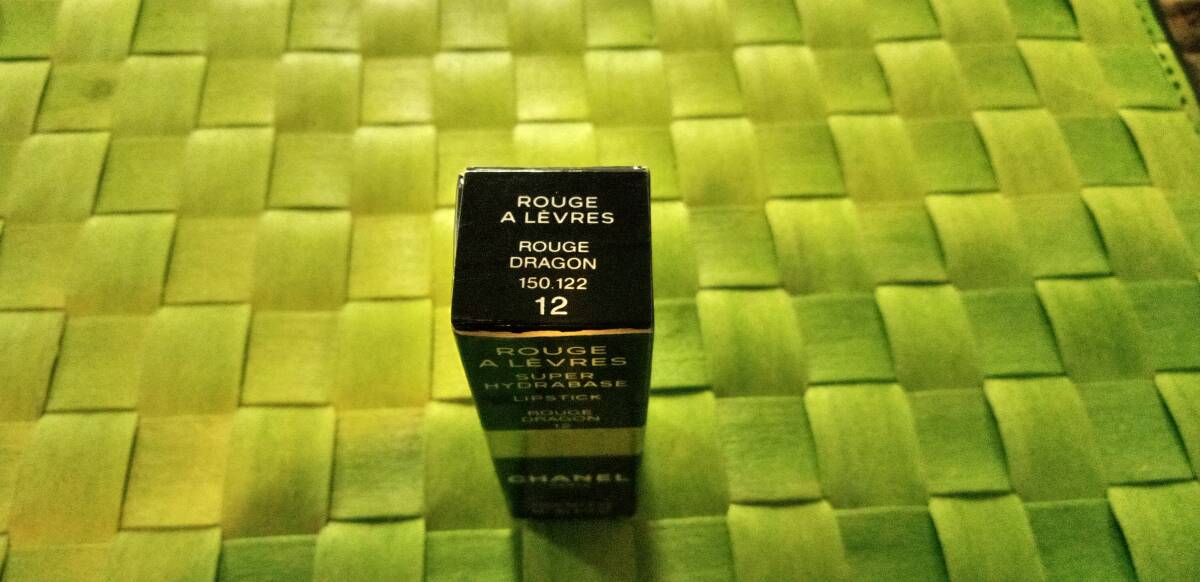 ROUGE
A LÈVRES
ROUGE
DRAGON
150.122
12
ROUGE
A LÈVRES
SUPER
HYDRABASE
LIPSTICK
ROUGE
DRAGON
12
CHANEL